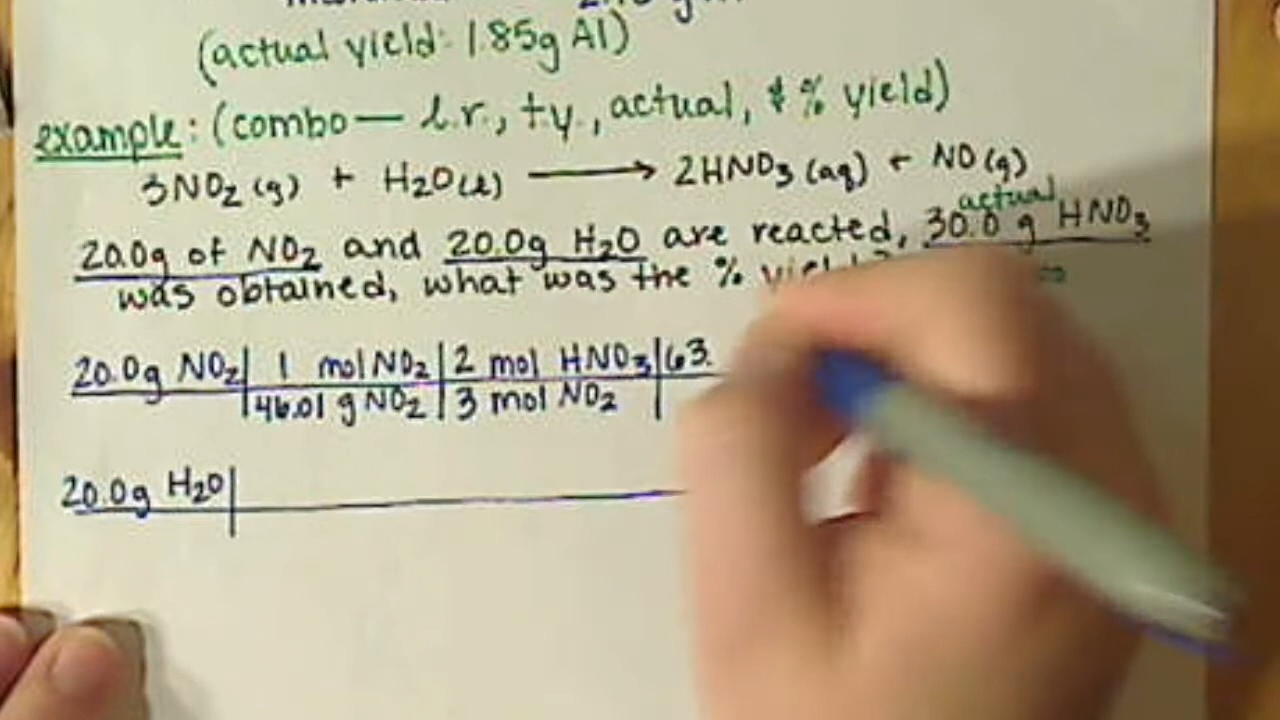 (actual yield: 1.85g Al)
example: (combo— l.r., t.y., actual, & % yield)
3NO₂(g) + H₂O(l) ⟶ 2HNO₃(aq) + NO(g)
actual
20.0g of NO₂ and 20.0g H₂O are reacted, 30.0 g HNO₃
was obtained, what was the % yield?
20.0g NO₂ | 1 mol NO₂ | 2 mol HNO₃ | 63.
46.01 g NO₂ | 3 mol NO₂ |
20.0g H₂O |